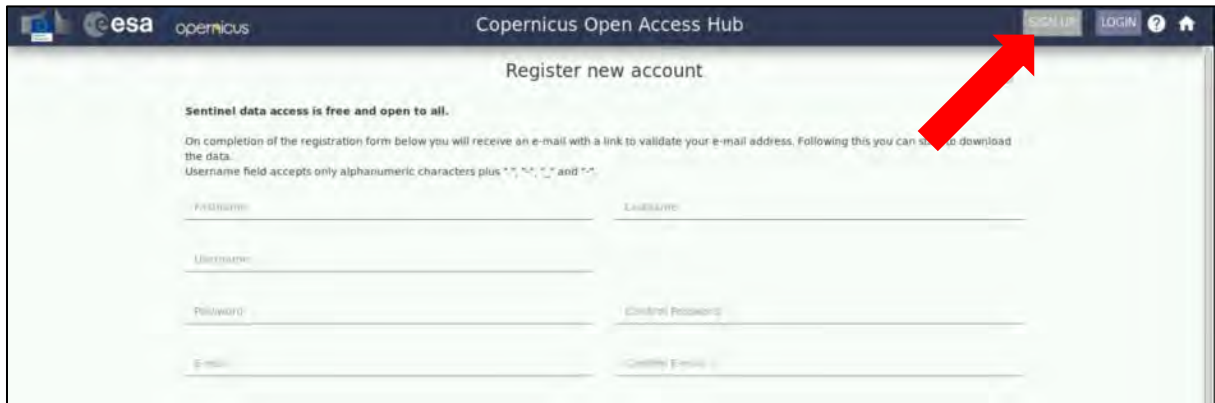 esa opernicus Copernicus Open Access Hub SIGN UP LOGIN ?
Register new account
Sentinel data access is free and open to all.
On completion of the registration form below you will receive an e-mail with a link to validate your e-mail address. Following this you can to download
the data.
Username field accepts only alphanumeric characters plus and
Firstname Lastname
Username
Password Confirm Password
E-mail Confirm E-mail